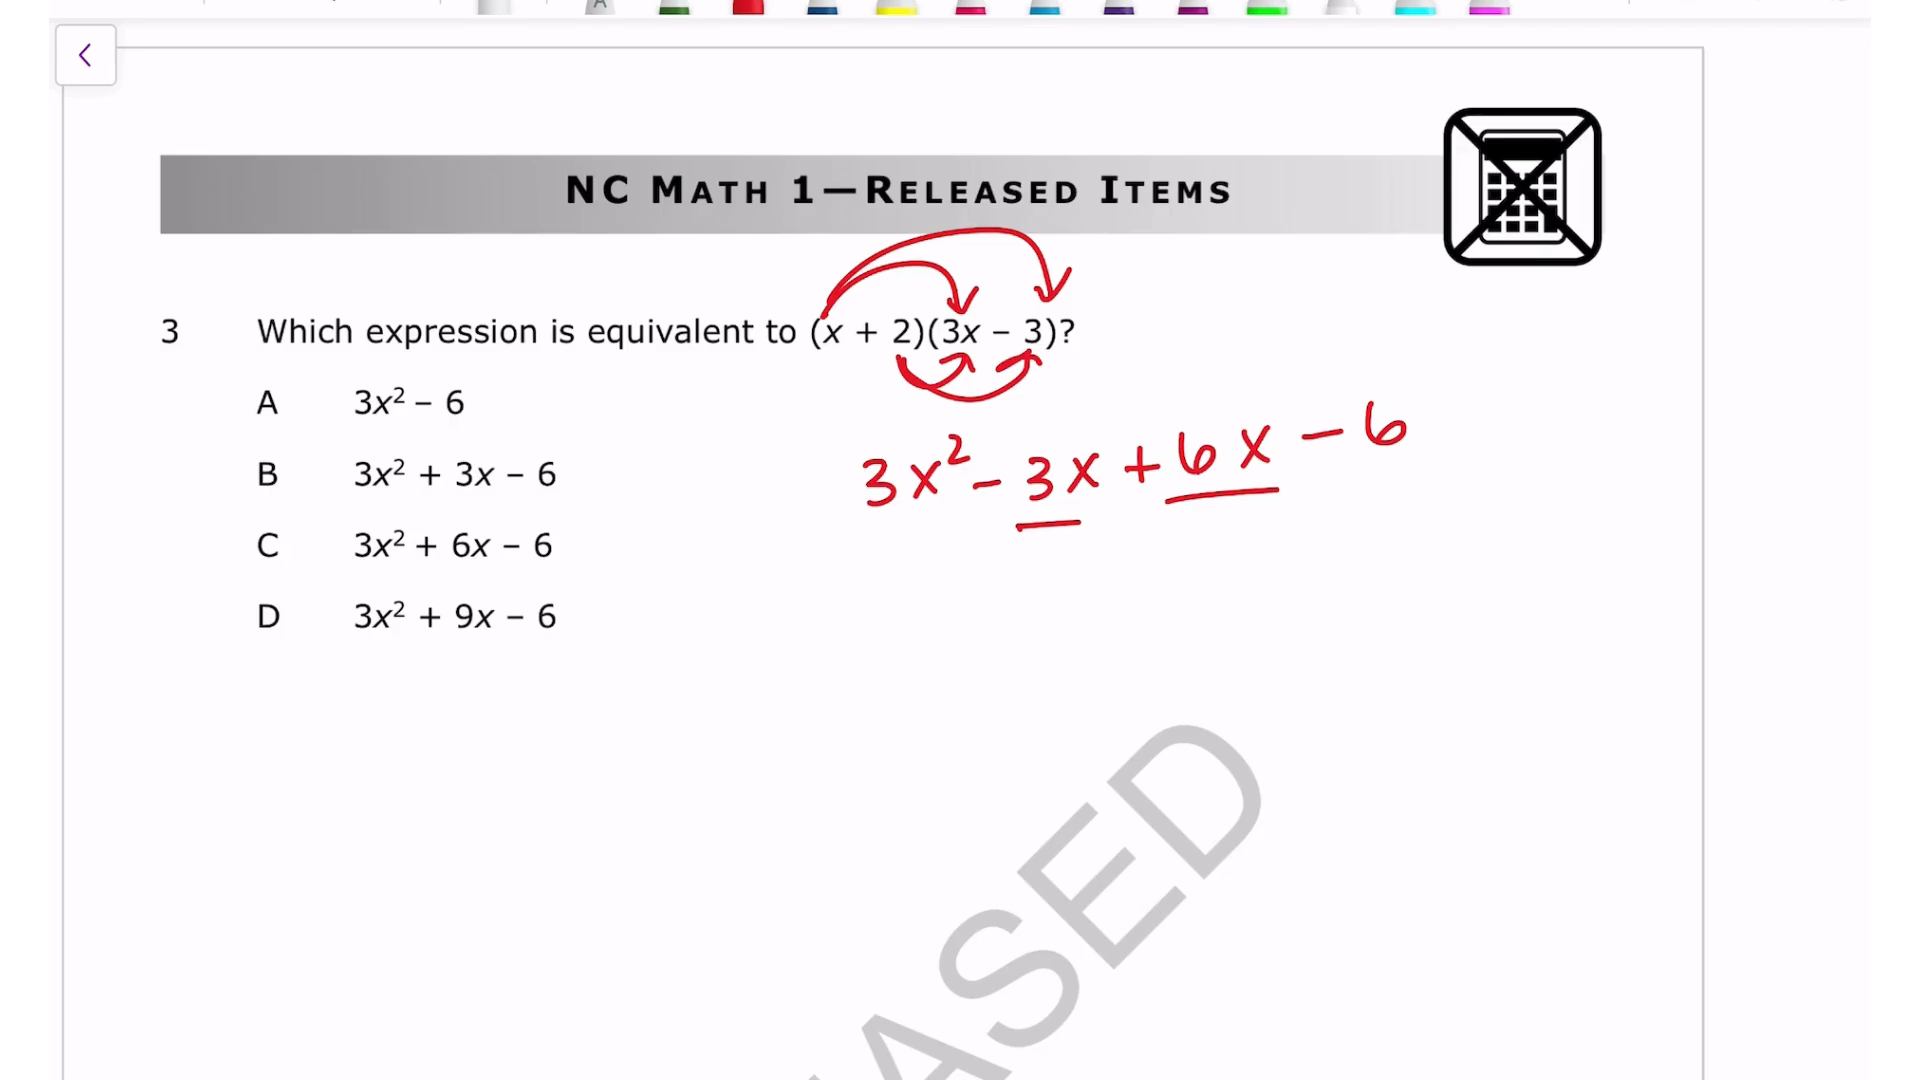 NC MATH 1—RELEASED ITEMS
3 Which expression is equivalent to (x + 2)(3x – 3)?
A 3x² – 6
3x² - 3x + 6x - 6
B 3x² + 3x – 6
C 3x² + 6x – 6
D 3x² + 9x – 6
ASED